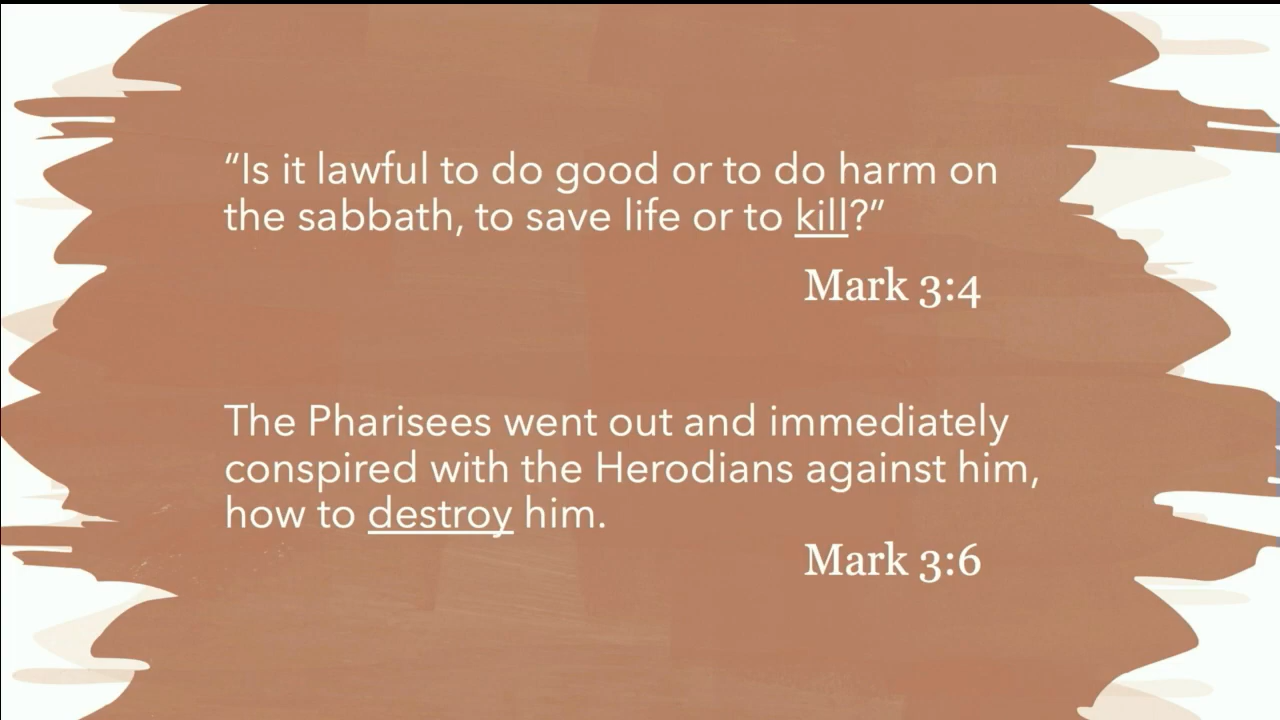 “Is it lawful to do good or to do harm on
the sabbath, to save life or to kill?”
Mark 3:4
The Pharisees went out and immediately
conspired with the Herodians against him,
how to destroy him.
Mark 3:6